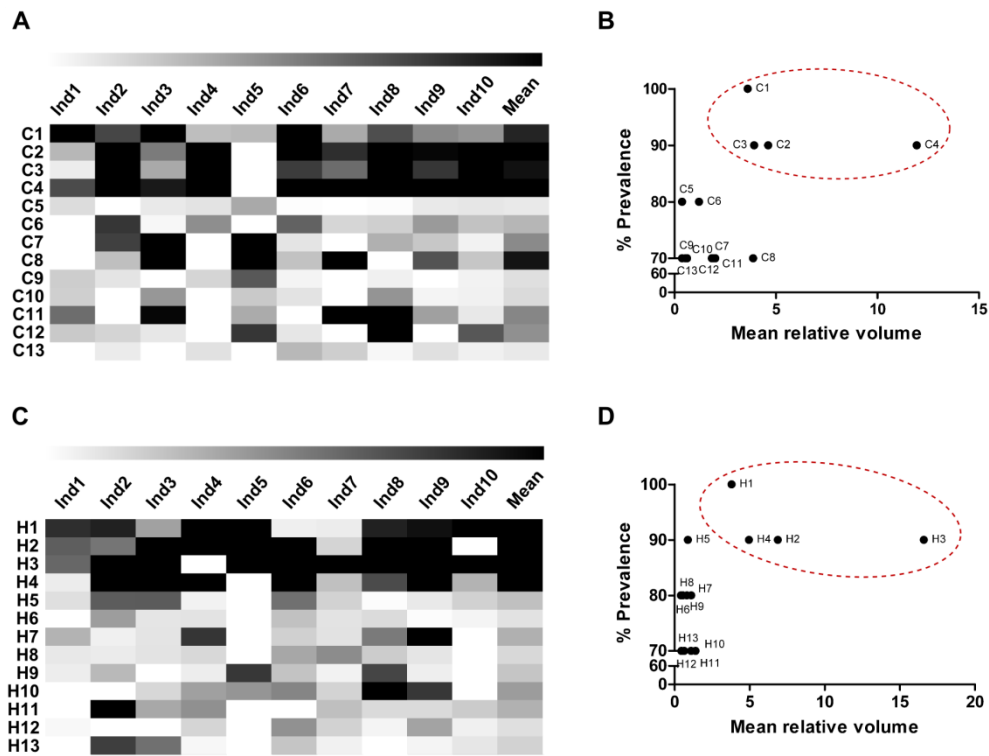 A
Ind1 Ind2 Ind3 Ind4 Ind5 Ind6 Ind7 Ind8 Ind9 Ind10 Mean
C1
C2
C3
C4
C5
C6
C7
C8
C9
C10
C11
C12
C13
B
% Prevalence
100
90
80
70
60
0
C1
C3 C2 C4
C5
C6
C9 C10 C7
C13 C12 C11 C8
0 5 10 15
Mean relative volume
C
Ind1 Ind2 Ind3 Ind4 Ind5 Ind6 Ind7 Ind8 Ind9 Ind10 Mean
H1
H2
H3
H4
H5
H6
H7
H8
H9
H10
H11
H12
H13
D
% Prevalence
100
90
80
70
60
0
H1
H5 H4 H2 H3
H8 H7
H6 H9
H13 H10
H12 H11
0 5 10 15 20
Mean relative volume